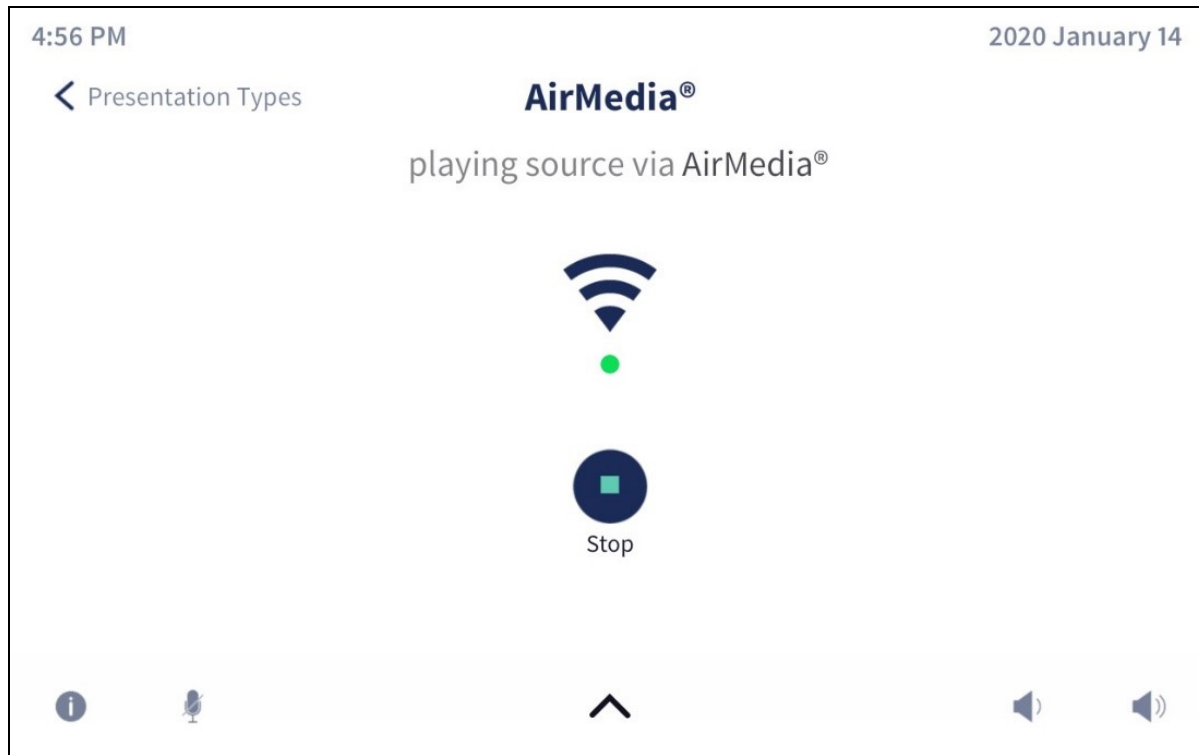 4:56 PM
2020 January 14
Presentation Types
AirMedia®
playing source via AirMedia®
Stop